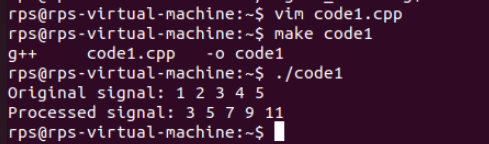 rps@rps-virtual-machine:~$ vim code1.cpp
rps@rps-virtual-machine:~$ make code1
g++     code1.cpp   -o code1
rps@rps-virtual-machine:~$ ./code1
Original signal: 1 2 3 4 5
Processed signal: 3 5 7 9 11
rps@rps-virtual-machine:~$